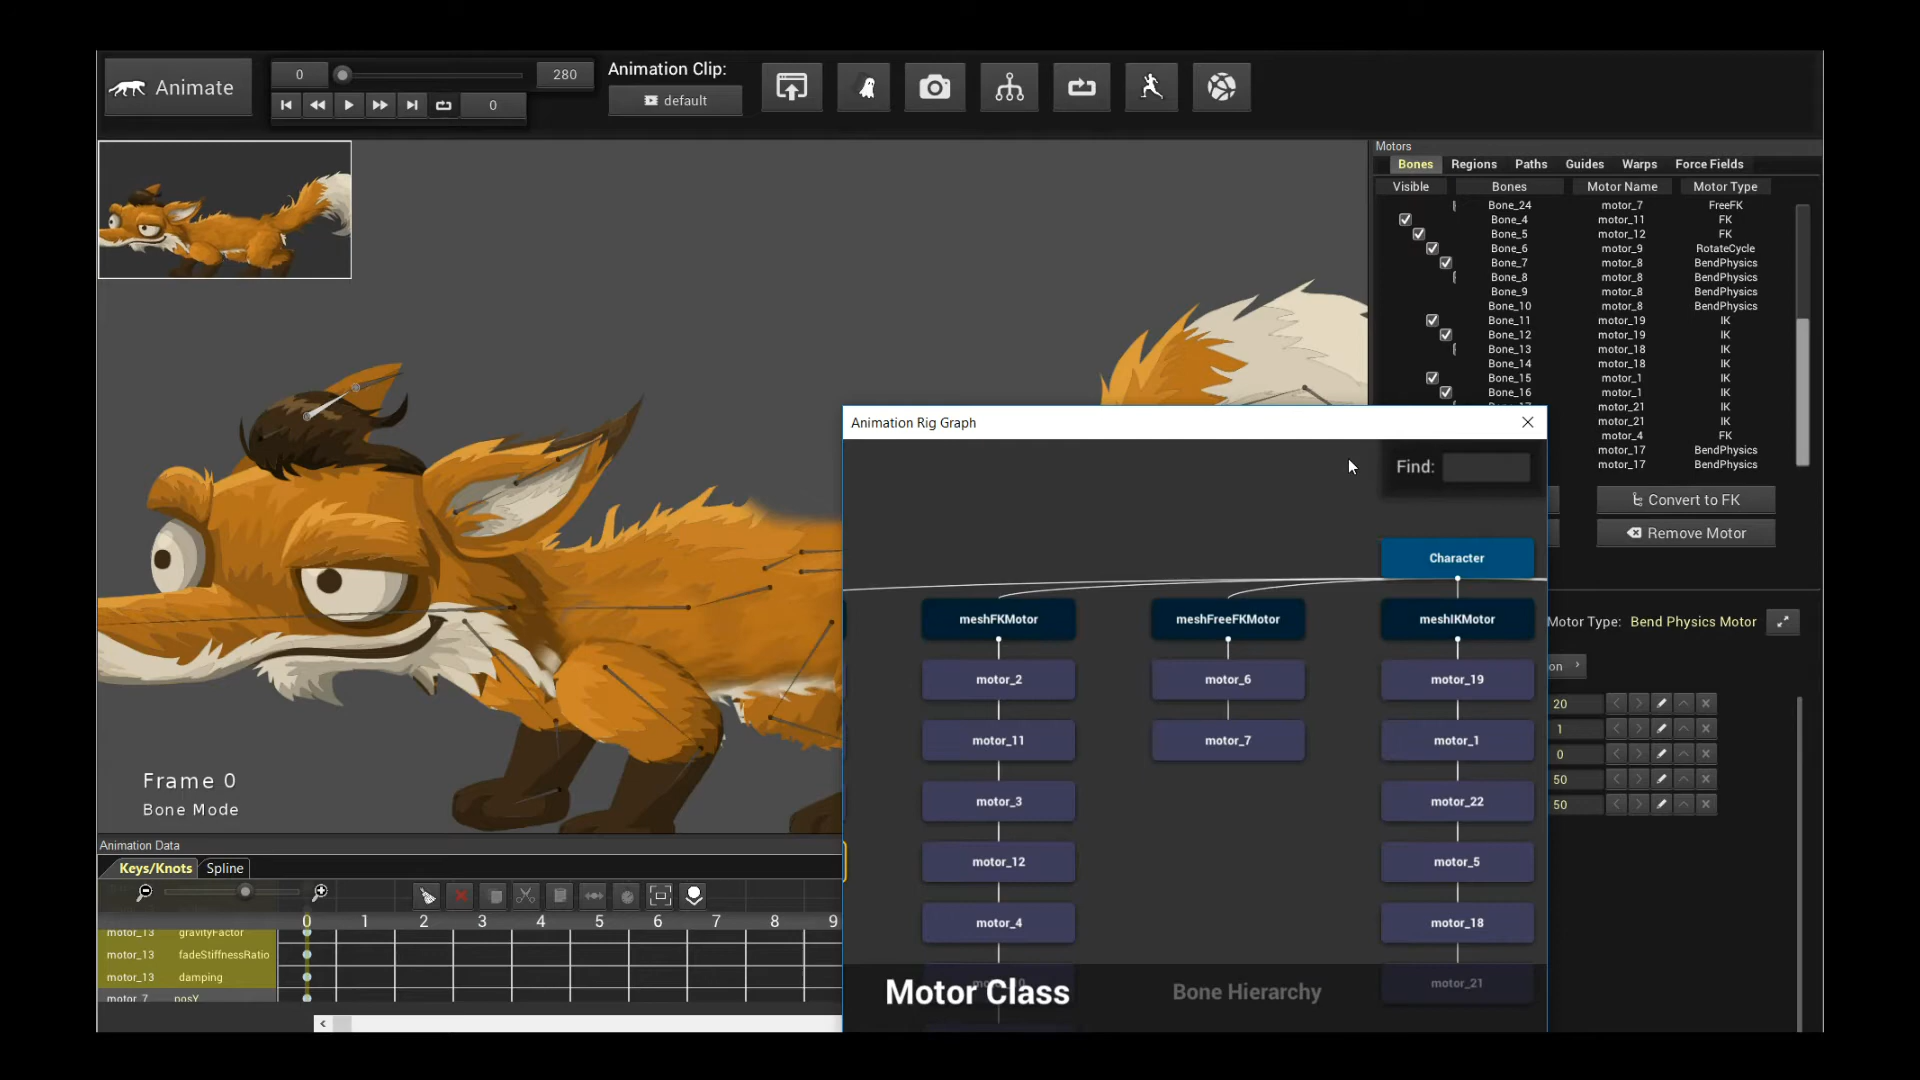 Animate
0
280
0
Animation Clip:
default
Motors
Bones Regions Paths Guides Warps Force Fields
Visible Bones Motor Name Motor Type
Bone_24 motor_7 FreeFK
Bone_4 motor_11 FK
Bone_5 motor_12 FK
Bone_6 motor_9 RotateCycle
Bone_7 motor_8 BendPhysics
Bone_8 motor_8 BendPhysics
Bone_9 motor_8 BendPhysics
Bone_10 motor_8 BendPhysics
Bone_11 motor_19 IK
Bone_12 motor_19 IK
Bone_13 motor_18 IK
Bone_14 motor_18 IK
Bone_15 motor_1 IK
Bone_16 motor_1 IK
motor_21 IK
motor_21 IK
motor_4 FK
motor_17 BendPhysics
motor_17 BendPhysics
Convert to FK
Remove Motor
Motor Type: Bend Physics Motor
on
20
1
0
50
50
Animation Rig Graph
Find:
Character
meshFKMotor meshFreeFKMotor meshIKMotor
motor_2 motor_6 motor_19
motor_11 motor_7 motor_1
motor_3 motor_22
motor_12 motor_5
motor_4 motor_18
motor_21
Motor Class Bone Hierarchy
Frame 0
Bone Mode
Animation Data
Keys/Knots Spline
0 1 2 3 4 5 6 7 8 9
motor_13 gravityFactor
motor_13 fadeStiffnessRatio
motor_13 damping
motor_7 posY